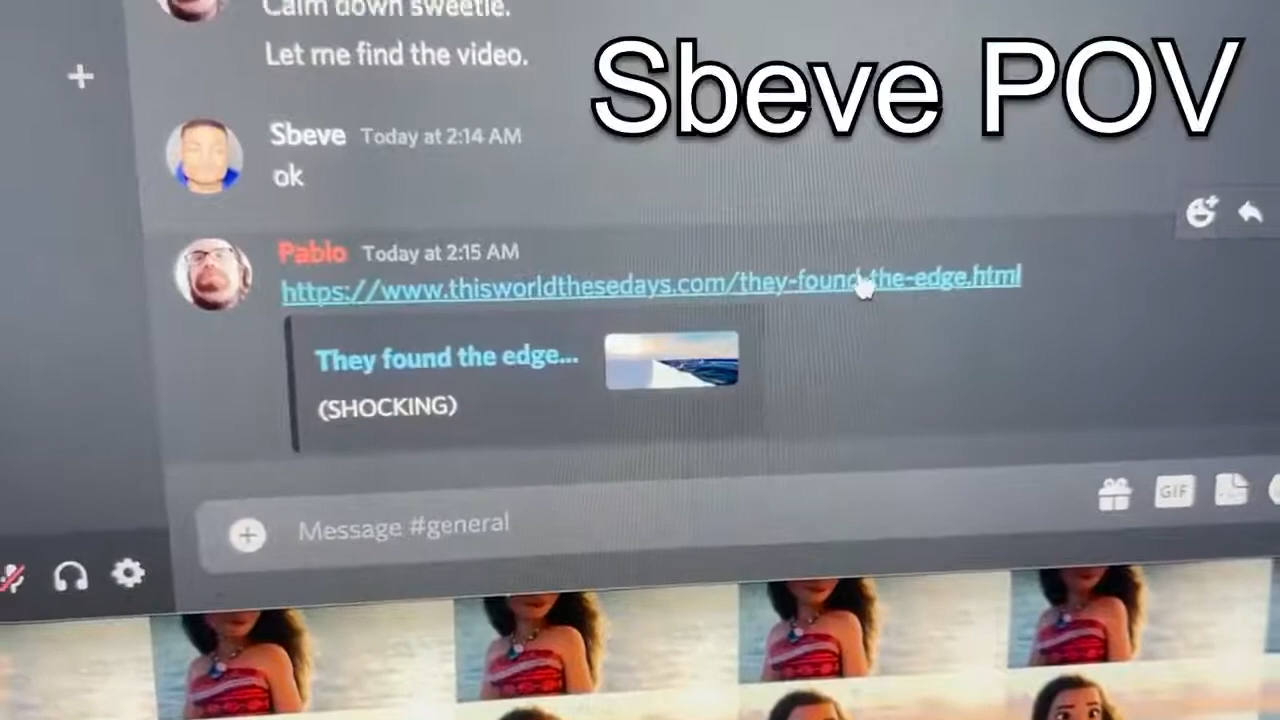 Calm down sweetie.
Let me find the video.
Sbeve POV
Sbeve Today at 2:14 AM
ok
Pablo Today at 2:15 AM
https://www.thisworldthesedays.com/they-found-the-edge.html
They found the edge...
(SHOCKING)
Message #general
GIF